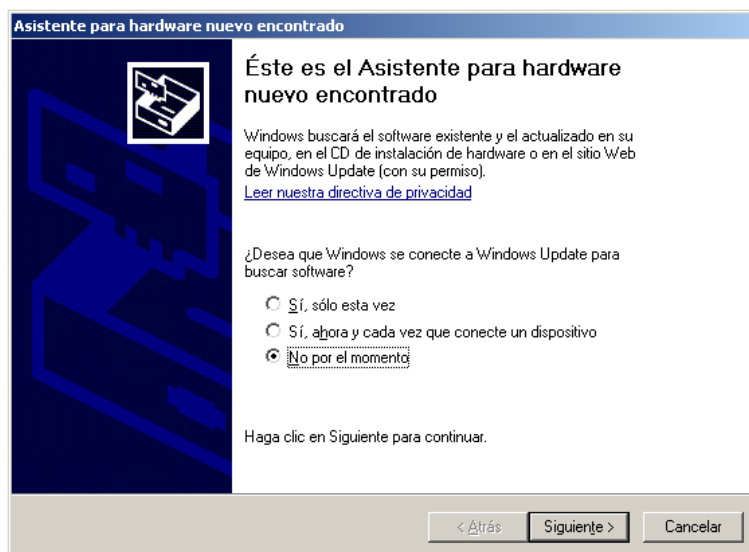 Asistente para hardware nuevo encontrado
Éste es el Asistente para hardware
nuevo encontrado
Windows buscará el software existente y el actualizado en su
equipo, en el CD de instalación de hardware o en el sitio Web
de Windows Update (con su permiso).
Leer nuestra directiva de privacidad
¿Desea que Windows se conecte a Windows Update para
buscar software?
Sí, sólo esta vez
Sí, ahora y cada vez que conecte un dispositivo
No por el momento
Haga clic en Siguiente para continuar.
< Atrás Siguiente > Cancelar